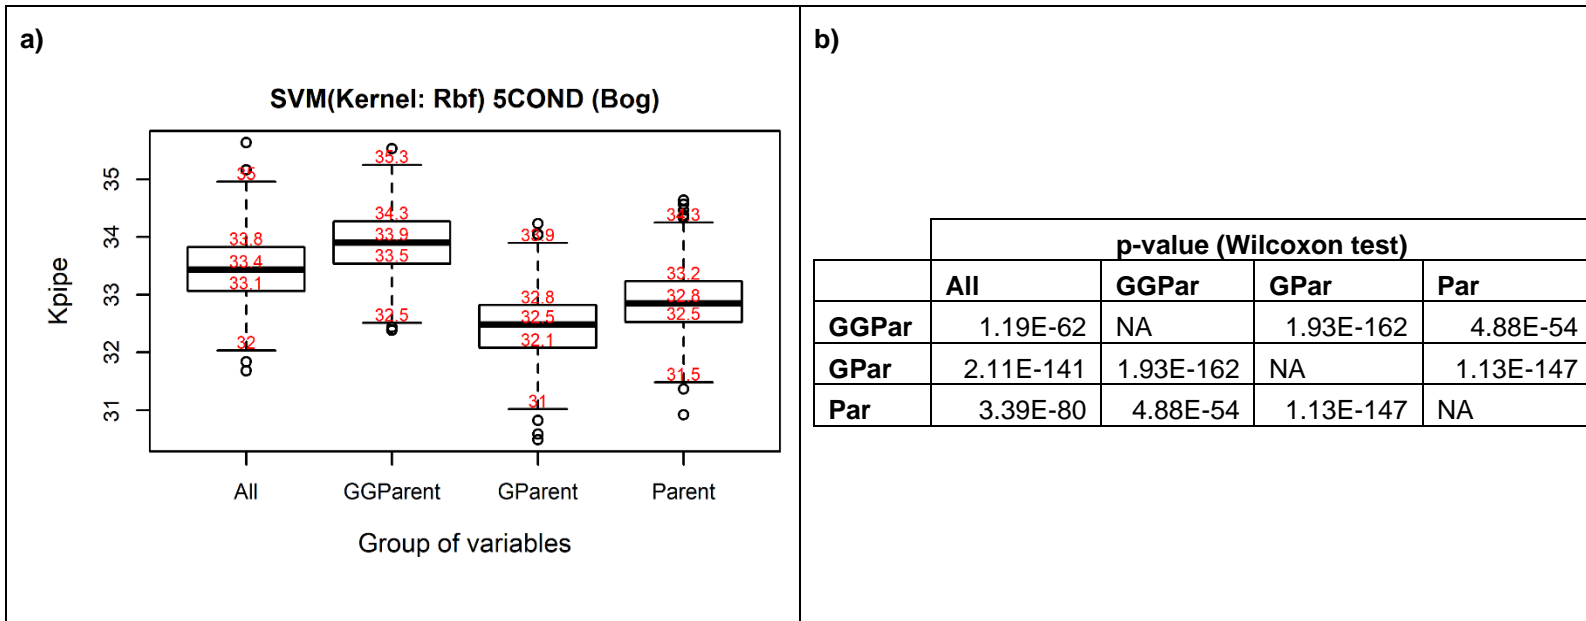 a)
SVM(Kernel: Rbf) 5COND (Bog)
Kpipe
35
34
33
32
31
35
33.8
33.4
33.1
32
35.3
34.3
33.9
33.5
32.5
33.9
32.8
32.5
32.1
31
34.3
33.2
32.8
32.5
31.5
All GGParent GParent Parent
Group of variables
b)
p-value (Wilcoxon test)
All GGPar GPar Par
GGPar 1.19E-62 NA 1.93E-162 4.88E-54
GPar 2.11E-141 1.93E-162 NA 1.13E-147
Par 3.39E-80 4.88E-54 1.13E-147 NA